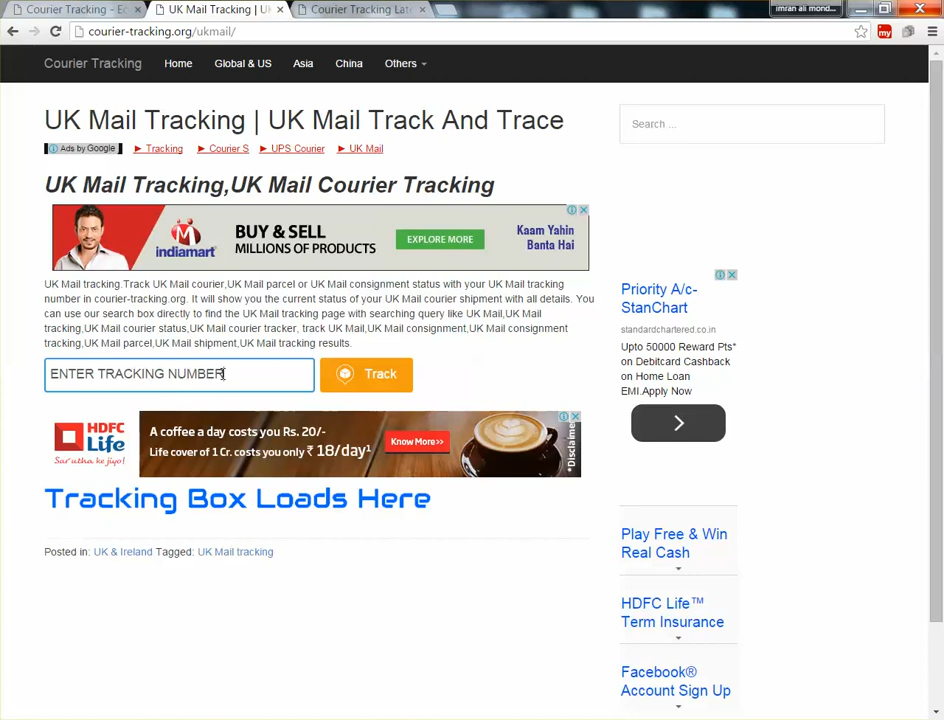 Courier Tracking - Ec
UK Mail Tracking | U
Courier Tracking Late
imran ali mond...
courier-tracking.org/ukmail/
my
Courier Tracking Home Global & US Asia China Others
UK Mail Tracking | UK Mail Track And Trace
Search ...
Ads by Google ► Tracking ► Courier S ► UPS Courier ► UK Mail
UK Mail Tracking,UK Mail Courier Tracking
indiamart
BUY & SELL
MILLIONS OF PRODUCTS
EXPLORE MORE
Kaam Yahin
Banta Hai
UK Mail tracking.Track UK Mail courier,UK Mail parcel or UK Mail consignment status with your UK Mail tracking
number in courier-tracking.org. It will show you the current status of your UK Mail courier shipment with all details. You
can use our search box directly to find the UK Mail tracking page with searching query like UK Mail,UK Mail
tracking,UK Mail courier status,UK Mail courier tracker, track UK Mail,UK Mail consignment,UK Mail consignment
tracking,UK Mail parcel,UK Mail shipment,UK Mail tracking results.
ENTER TRACKING NUMBER
Track
HDFC
Life
Sar utha ke jiyo!
A coffee a day costs you Rs. 20/-
Life cover of 1 Cr. costs you only ₹ 18/day¹
Know More>>
*Disclaimer
Tracking Box Loads Here
Posted in: UK & Ireland Tagged: UK Mail tracking
Priority A/c-
StanChart
standardchartered.co.in
Upto 50000 Reward Pts*
on Debitcard Cashback
on Home Loan
EMI.Apply Now
Play Free & Win
Real Cash
HDFC Life™
Term Insurance
Facebook®
Account Sign Up